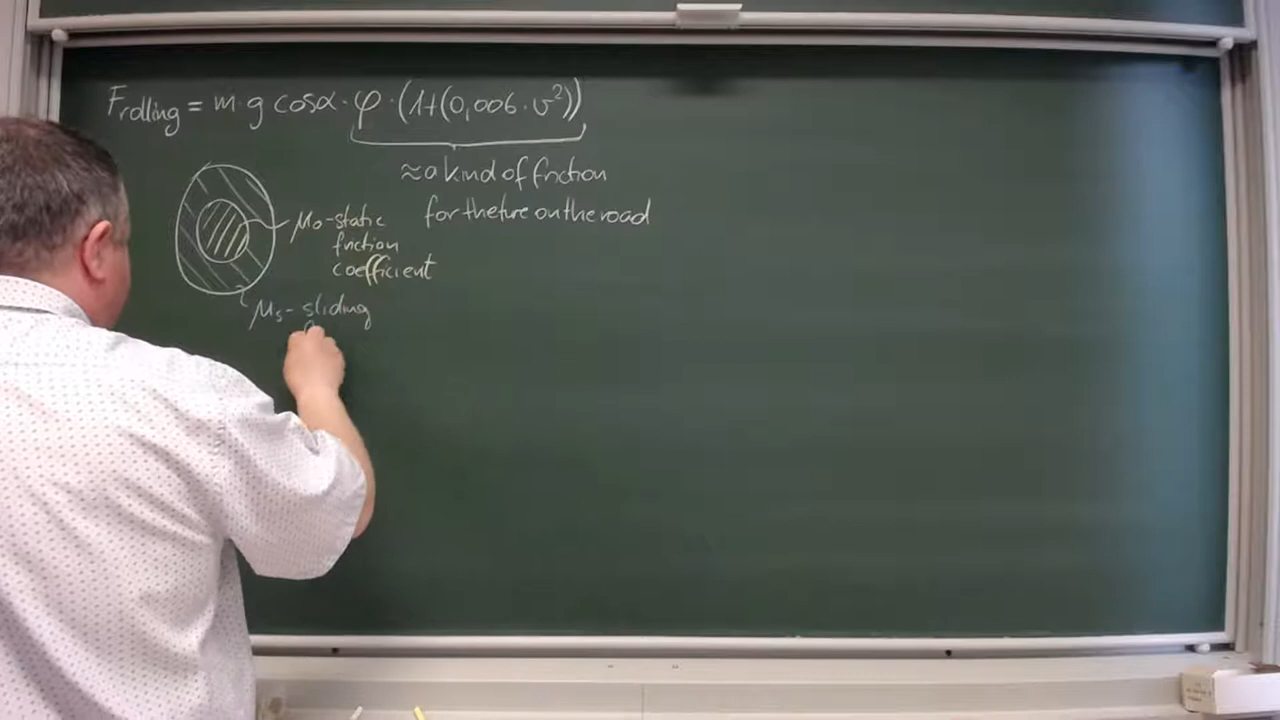 Frolling = m·g cosα·φ·(1+(0,006·v²))
≈a kind of friction
for the tire on the road
μ0-static
friction
coefficient
μs-sliding